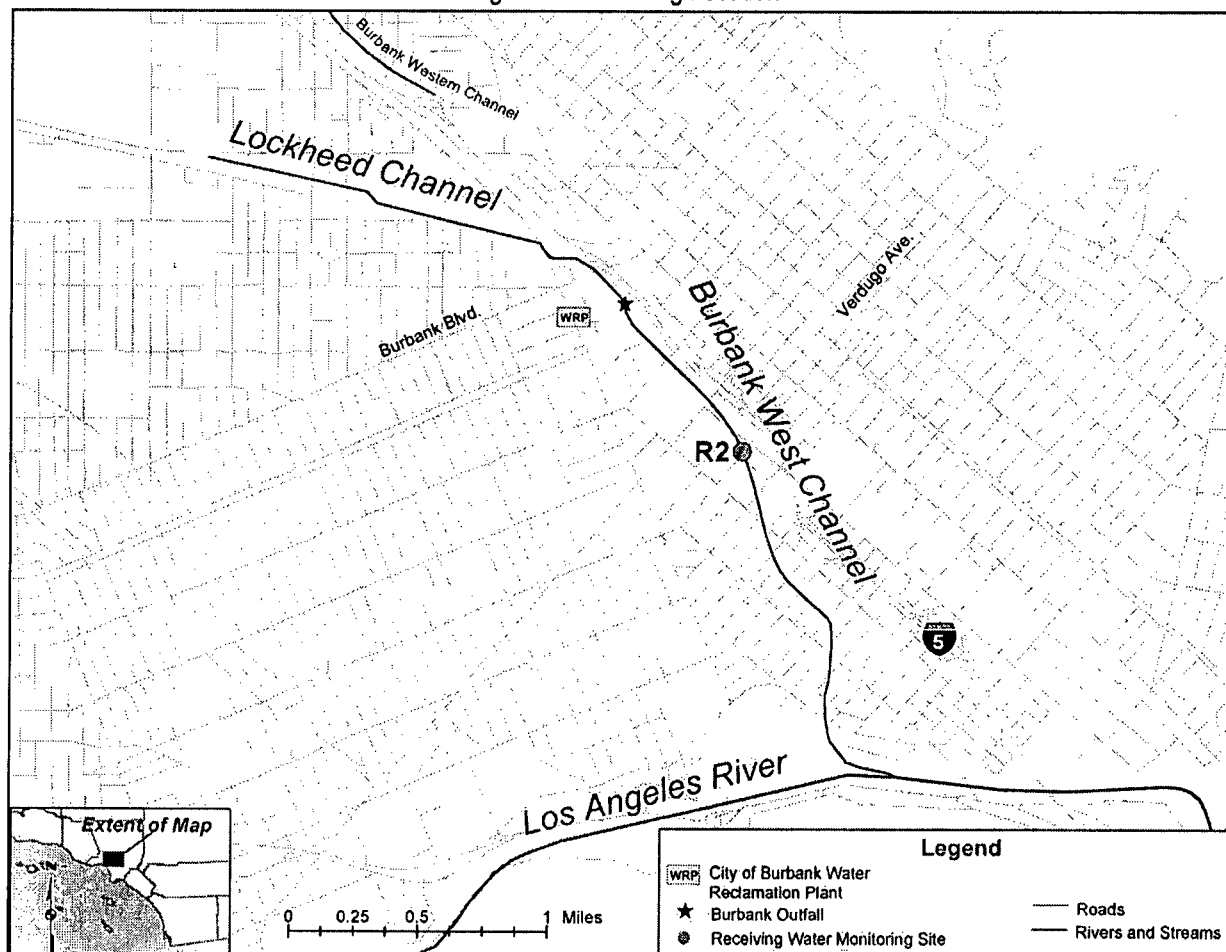 Burbank Western Channel
Lockheed Channel
Verdugo Ave.
Burbank Blvd.
WRP
Burbank West Channel
R2
5
Los Angeles River
Extent of Map
0 0.25 0.5 1 Miles
Legend
WRP City of Burbank Water
Reclamation Plant
Burbank Outfall
Receiving Water Monitoring Site
Roads
Rivers and Streams